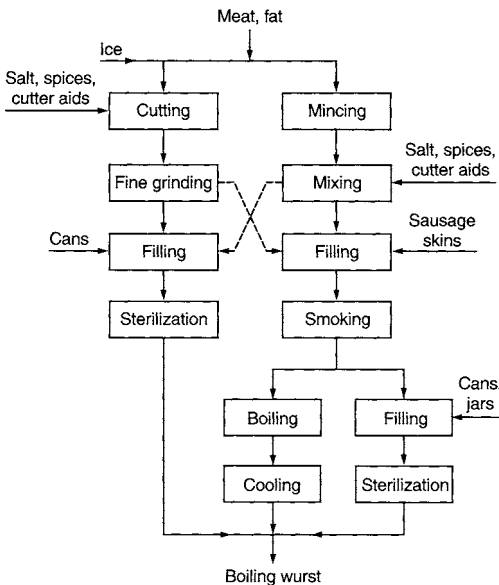 Meat, fat
ice
Salt, spices,
cutter aids
Cutting
Mincing
Salt, spices,
cutter aids
Fine grinding
Mixing
Cans
Filling
Filling
Sausage
skins
Sterilization
Smoking
Boiling
Filling
Cans,
jars
Cooling
Sterilization
Boiling wurst